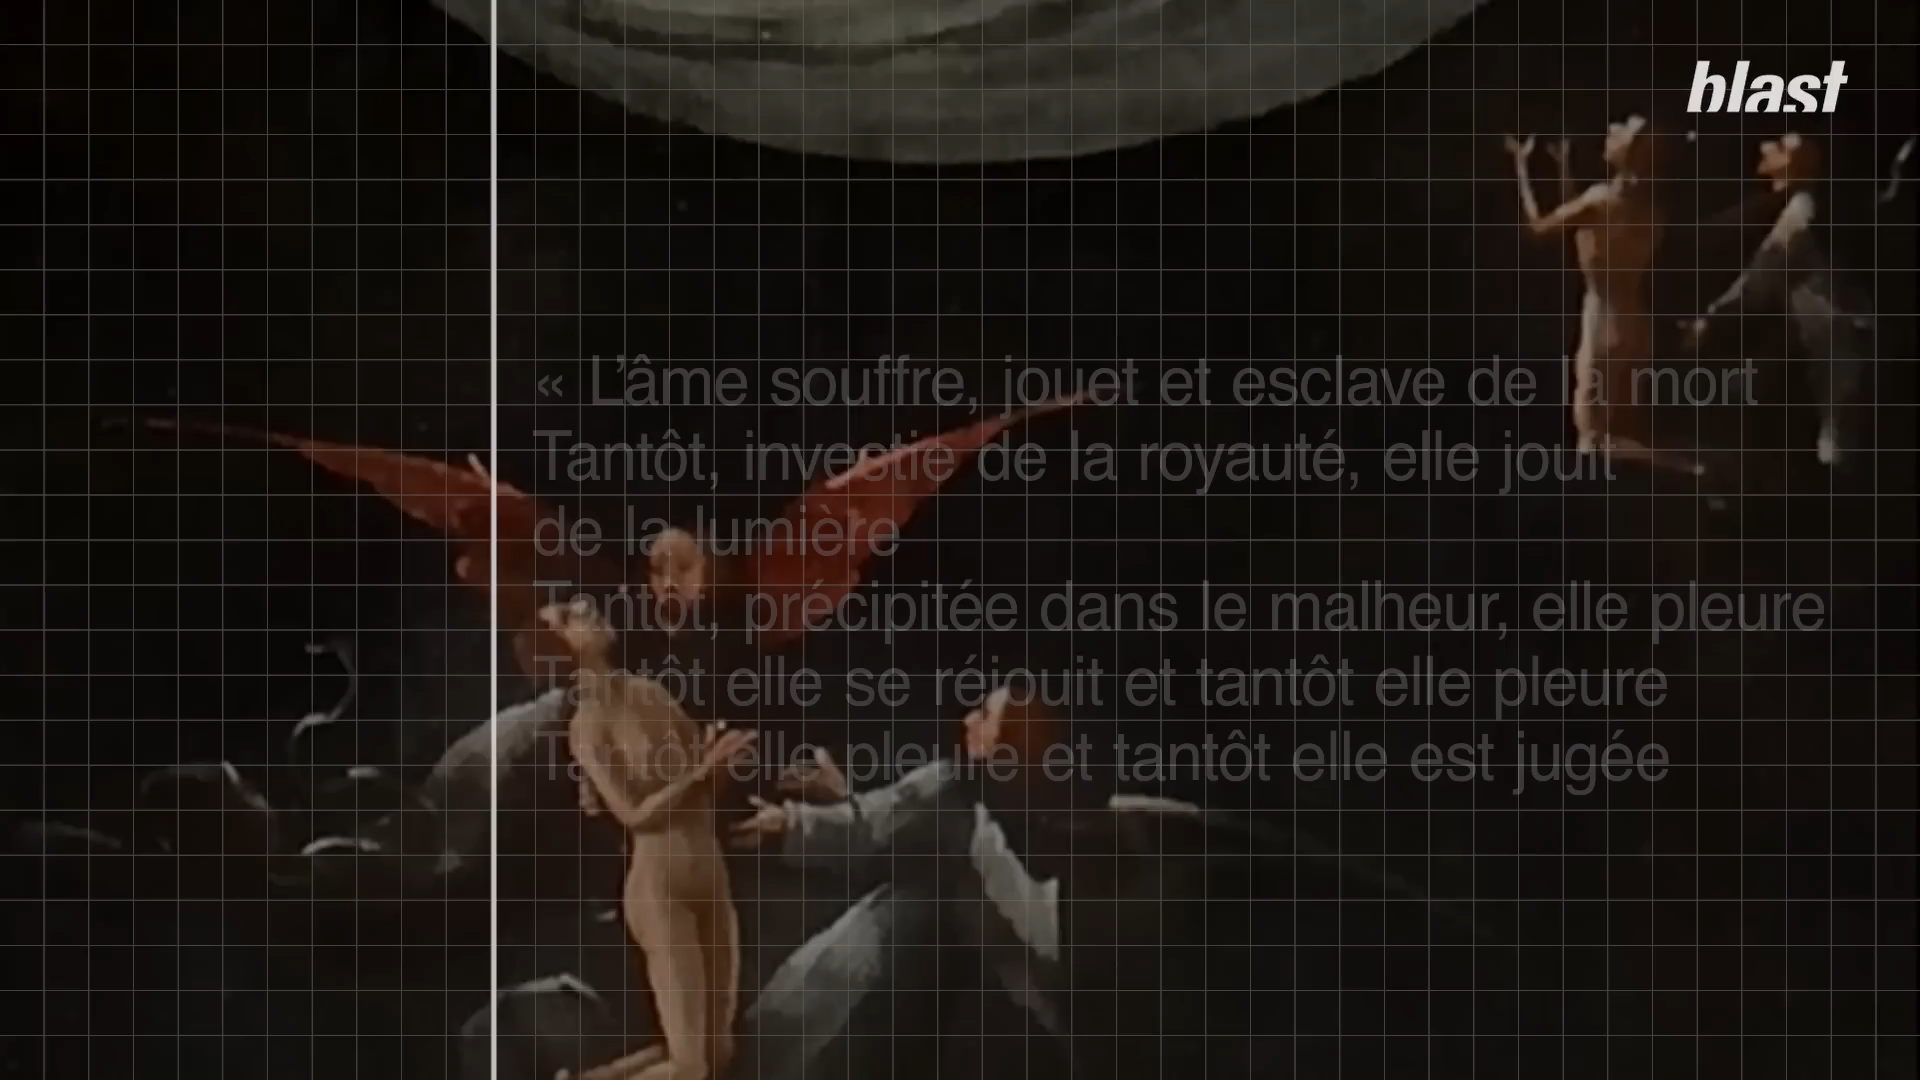 blast
« L’âme souffre, jouet et esclave de la mort
Tantôt, investie de la royauté, elle jouit
de la lumière
Tantôt, précipitée dans le malheur, elle pleure
Tantôt elle se réjouit et tantôt elle pleure
Tantôt elle pleure et tantôt elle est jugée